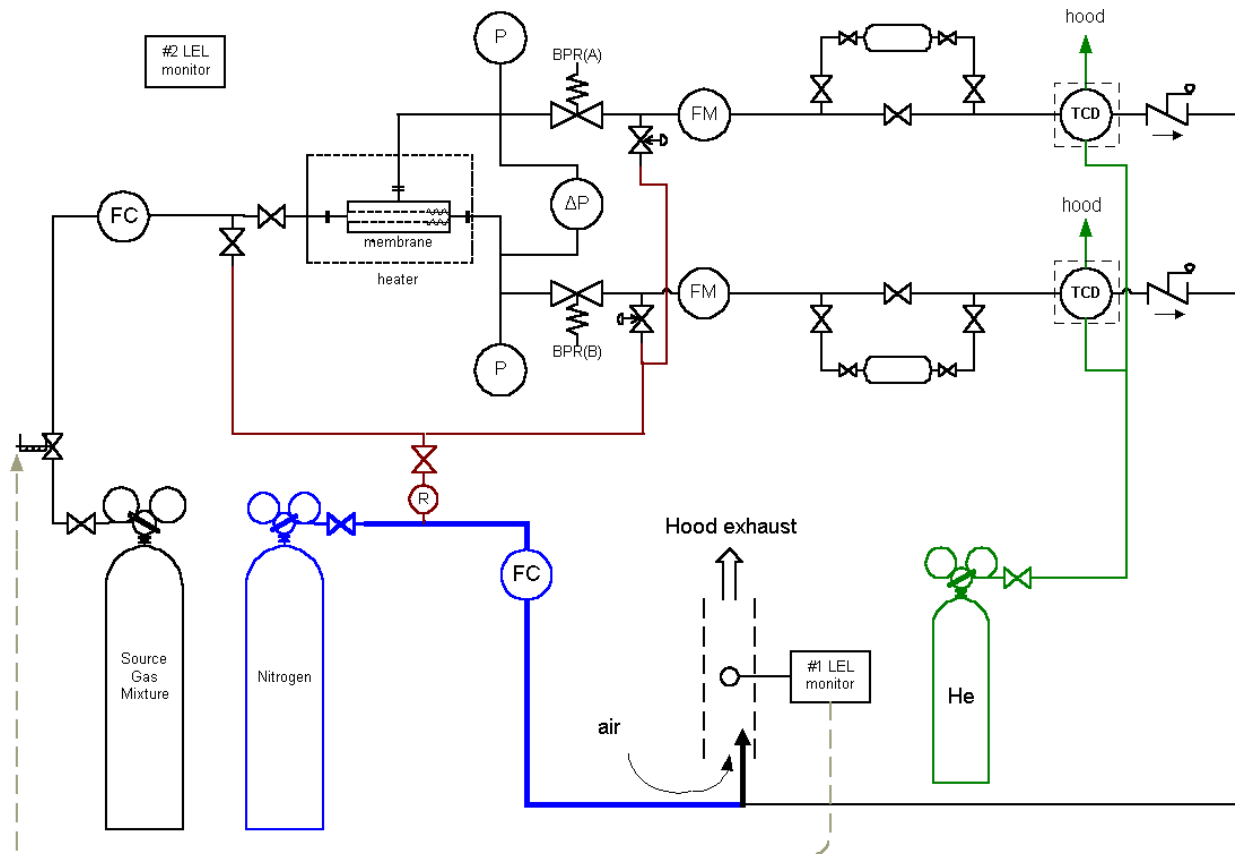 #2 LEL
monitor
P
BPR(A)
hood
FM
TCD
FC
ΔP
membrane
heater
hood
FM
TCD
P
BPR(B)
R
Hood exhaust
FC
Source
Gas
Mixture
Nitrogen
#1 LEL
monitor
He
air